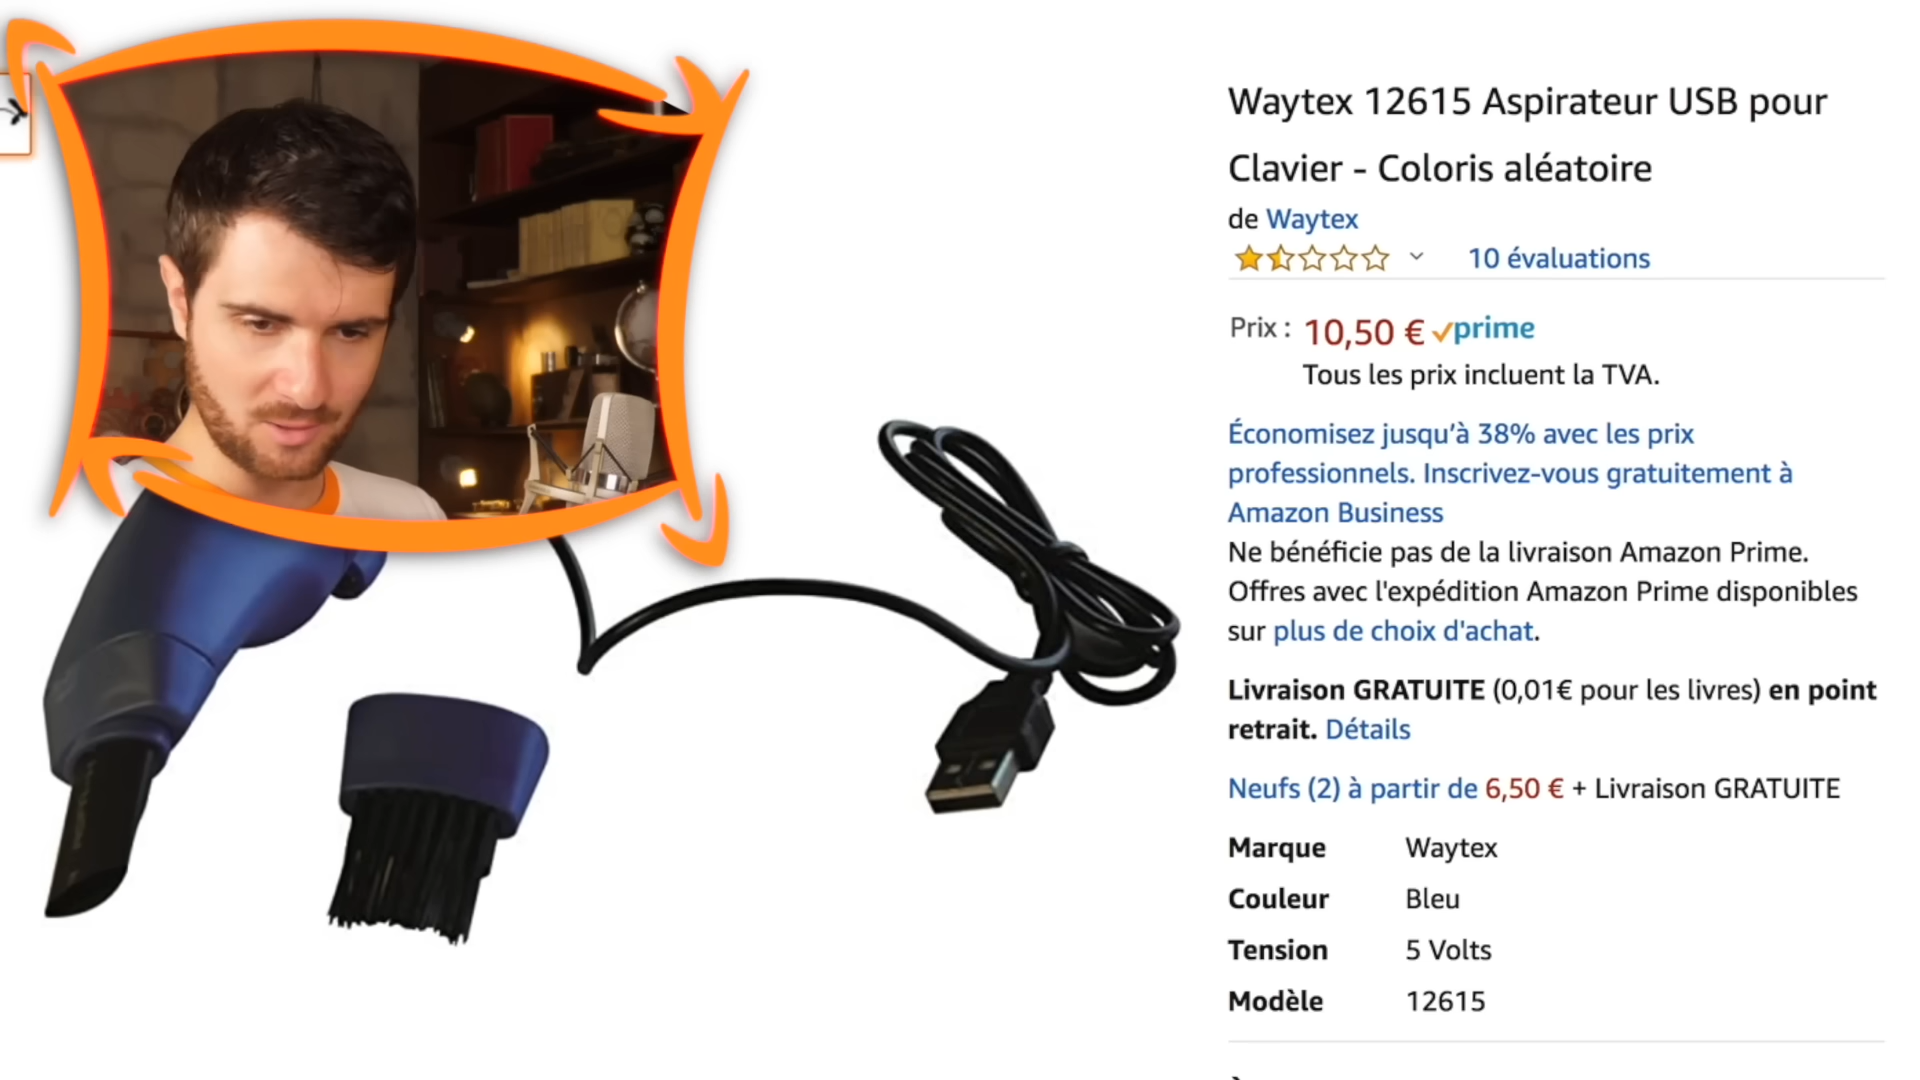 Waytex 12615 Aspirateur USB pour
Clavier - Coloris aléatoire
de Waytex
10 évaluations
Prix : 10,50 € prime
Tous les prix incluent la TVA.
Économisez jusqu’à 38% avec les prix
professionnels. Inscrivez-vous gratuitement à
Amazon Business
Ne bénéficie pas de la livraison Amazon Prime.
Offres avec l'expédition Amazon Prime disponibles
sur plus de choix d'achat.
Livraison GRATUITE (0,01€ pour les livres) en point
retrait. Détails
Neufs (2) à partir de 6,50 € + Livraison GRATUITE
Marque Waytex
Couleur Bleu
Tension 5 Volts
Modèle 12615